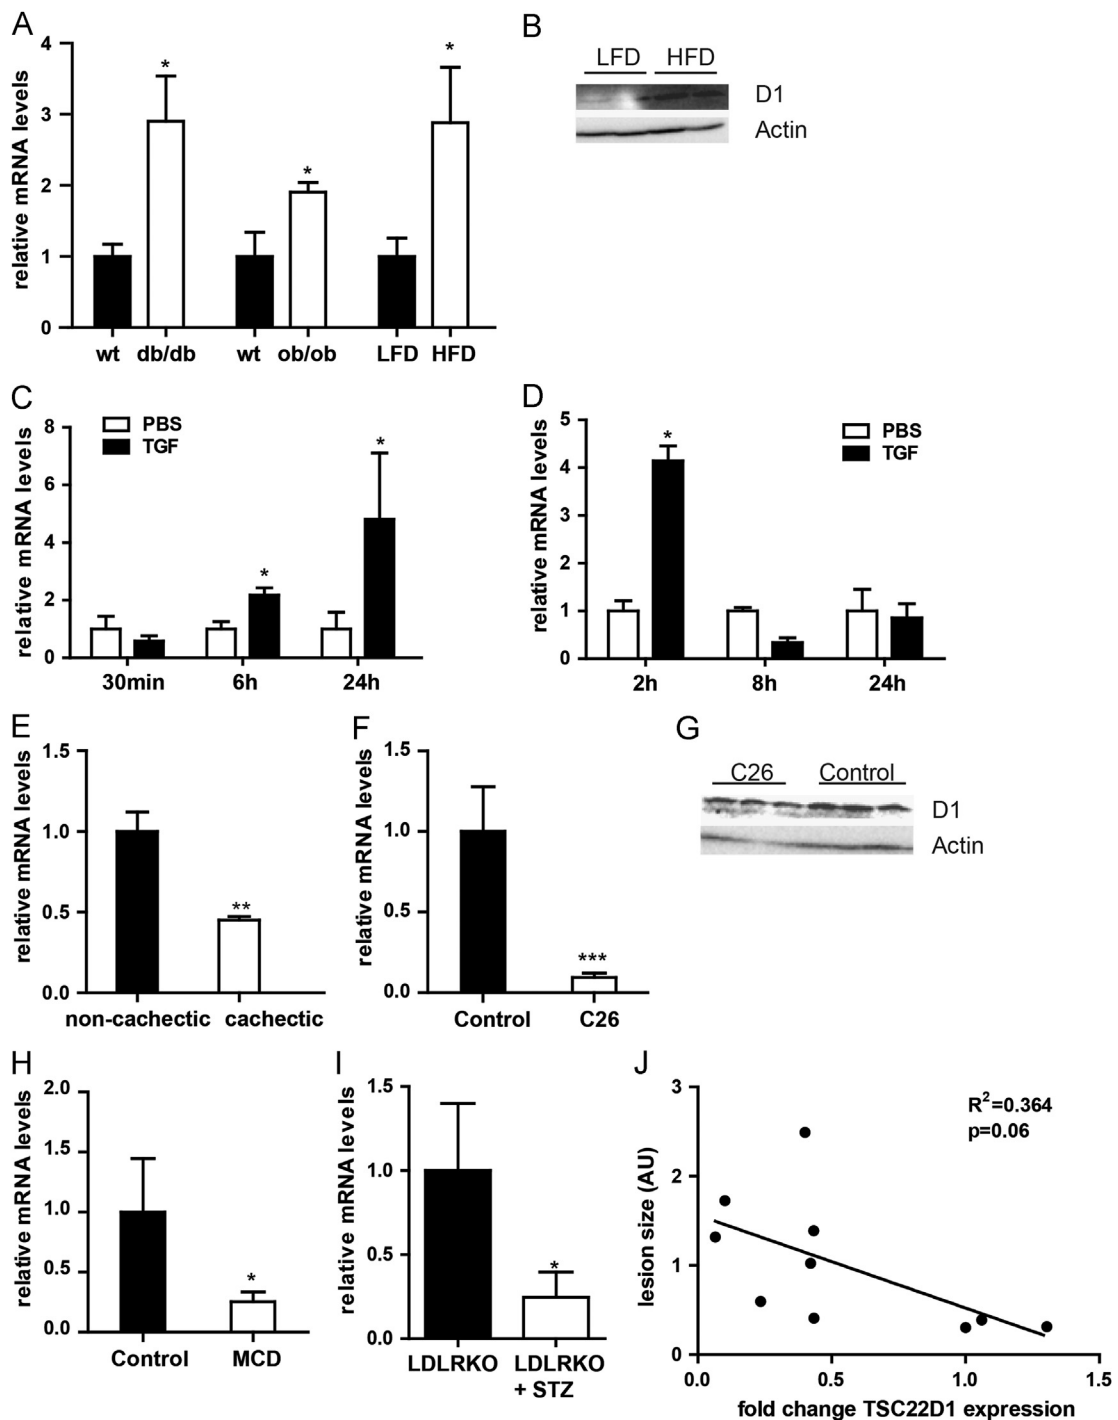 A
relative mRNA levels
4
3
2
1
0
* * *
wt db/db wt ob/ob LFD HFD
B
LFD HFD
D1
Actin
C
relative mRNA levels
8
6
4
2
0
PBS
TGF
* *
30min 6h 24h
D
relative mRNA levels
5
4
3
2
1
0
PBS
TGF
*
2h 8h 24h
E
relative mRNA levels
1.5
1.0
0.5
0.0
**
non-cachectic cachectic
F
relative mRNA levels
1.5
1.0
0.5
0.0
***
Control C26
G
C26 Control
D1
Actin
H
relative mRNA levels
2.0
1.5
1.0
0.5
0.0
*
Control MCD
I
relative mRNA levels
1.5
1.0
0.5
0.0
*
LDLRKO LDLRKO
+ STZ
J
lesion size (AU)
3
2
1
0
R²=0.364
p=0.06
0.0 0.5 1.0 1.5
fold change TSC22D1 expression